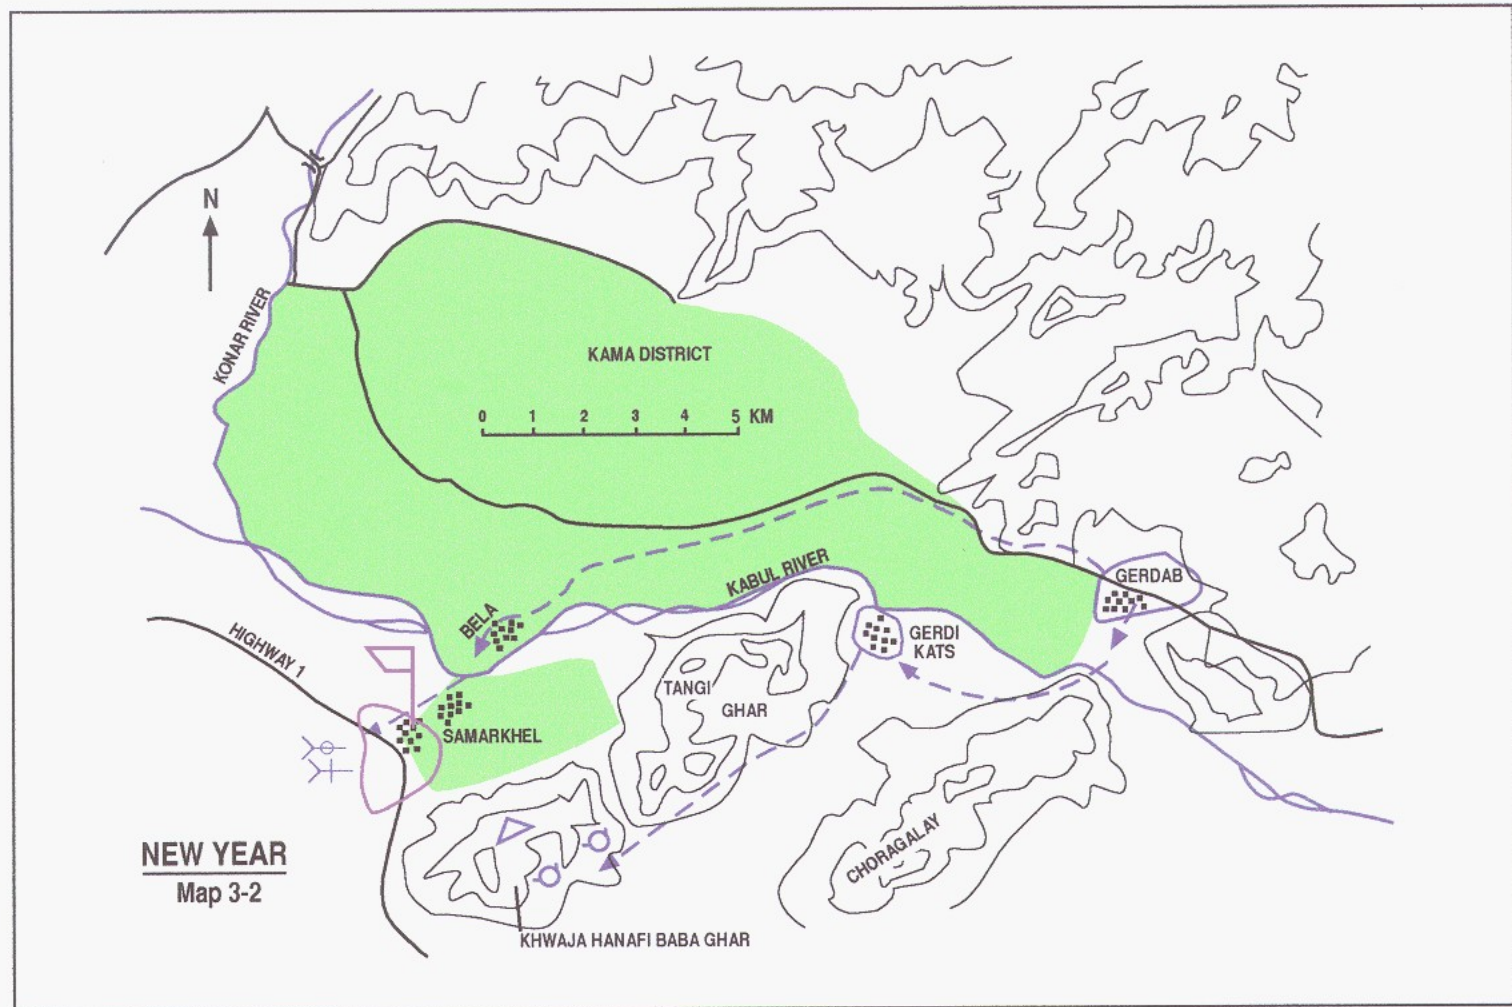 N
KONAR RIVER
KAMA DISTRICT
0 1 2 3 4 5 KM
KABUL RIVER
GERDAB
BELA
GERDI
KATS
HIGHWAY 1
TANGI
GHAR
SAMARKHEL
CHORAGALAY
NEW YEAR
Map 3-2
KHWAJA HANAFI BABA GHAR